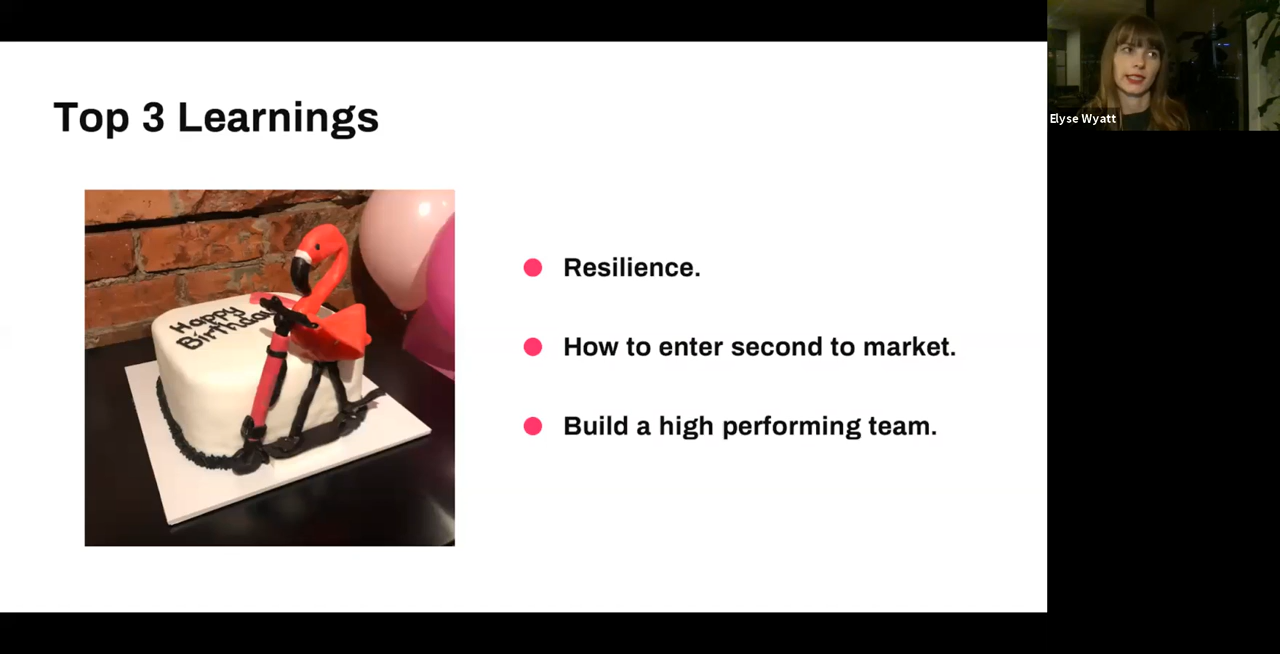 Top 3 Learnings
Happy
Birthday
Resilience.
How to enter second to market.
Build a high performing team.
Elyse Wyatt